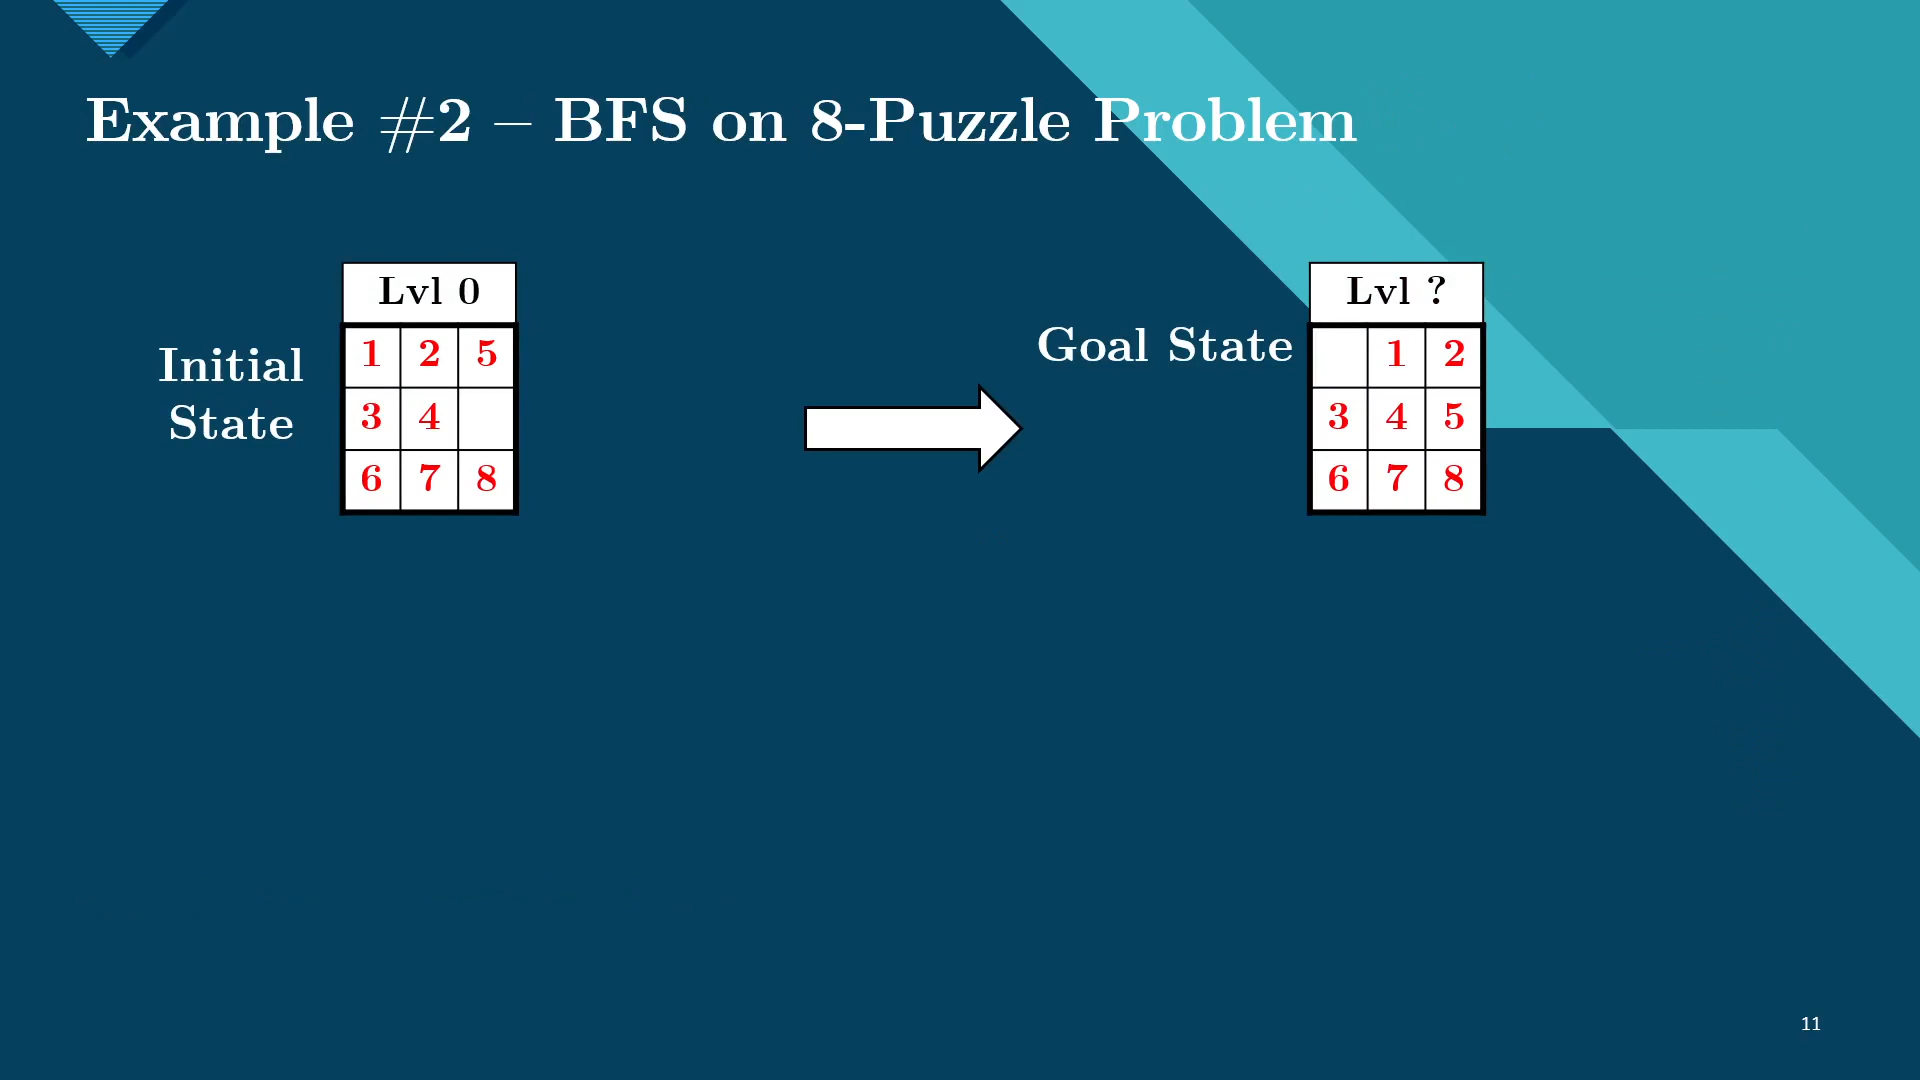 Example #2 – BFS on 8-Puzzle Problem
Lvl 0
Initial
State
1 2 5
3 4
6 7 8
Lvl ?
Goal State
1 2
3 4 5
6 7 8
11